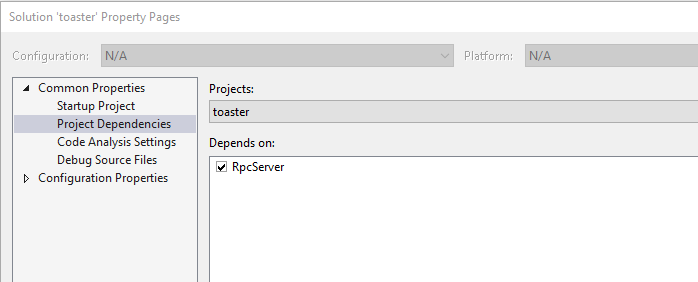 Solution 'toaster' Property Pages
Configuration: N/A Platform: N/A
Common Properties
Startup Project
Project Dependencies
Code Analysis Settings
Debug Source Files
Configuration Properties
Projects:
toaster
Depends on:
RpcServer